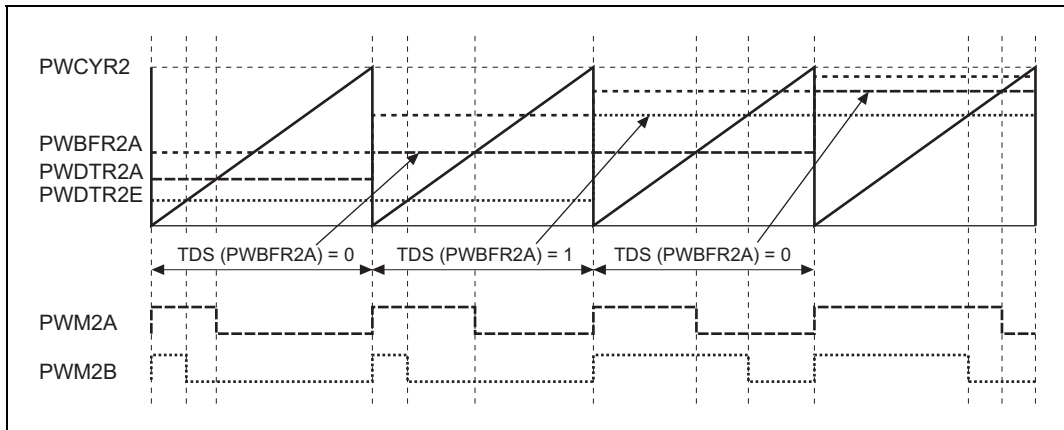 PWCYR2
PWBFR2A
PWDTR2A
PWDTR2E
TDS (PWBFR2A) = 0
TDS (PWBFR2A) = 1
TDS (PWBFR2A) = 0
PWM2A
PWM2B